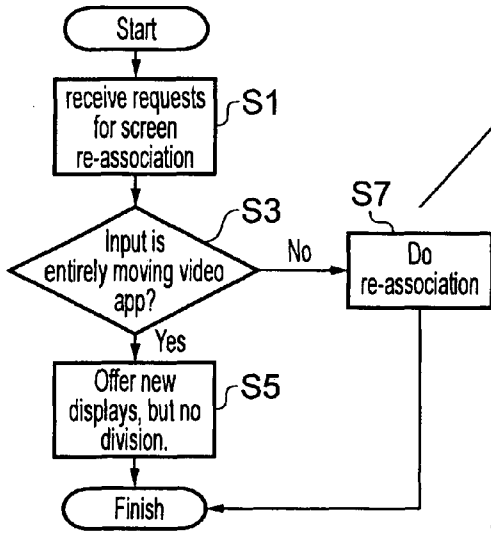 Start
receive requests
for screen
re-association
S1
Input is
entirely moving video
app?
S3
No
S7
Do
re-association
Yes
Offer new
displays, but no
division.
S5
Finish